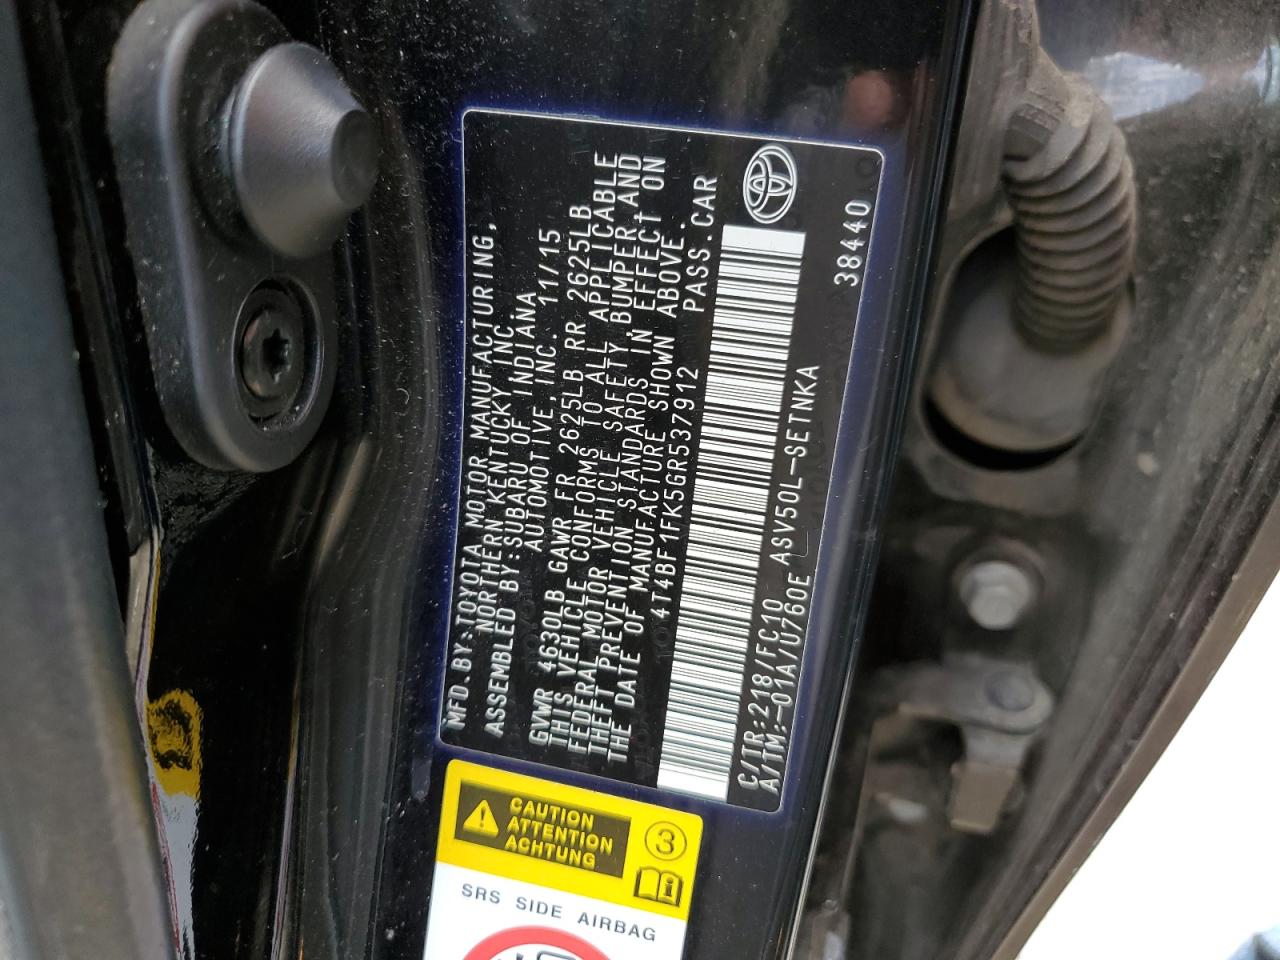 MFD.BY:TOYOTA MOTOR MANUFACTURING,
NORTHERN KENTUCKY, INC.
ASSEMBLED BY:SUBARU OF INDIANA
AUTOMOTIVE, INC. 11/15
GVWR 4630LB GAWR FR 2625LB RR 2625LB
THIS VEHICLE CONFORMS TO ALL APPLICABLE
FEDERAL MOTOR VEHICLE SAFETY, BUMPER, AND
THEFT PREVENTION STANDARDS IN EFFECT ON
THE DATE OF MANUFACTURE SHOWN ABOVE.
4T4BF1FK5GR537912 PASS.CAR
C/TR:218/FC10 ASV50L-SETNKA
A/TM:-01A/U760E
38440
CAUTION
ATTENTION
ACHTUNG
3
SRS SIDE AIRBAG